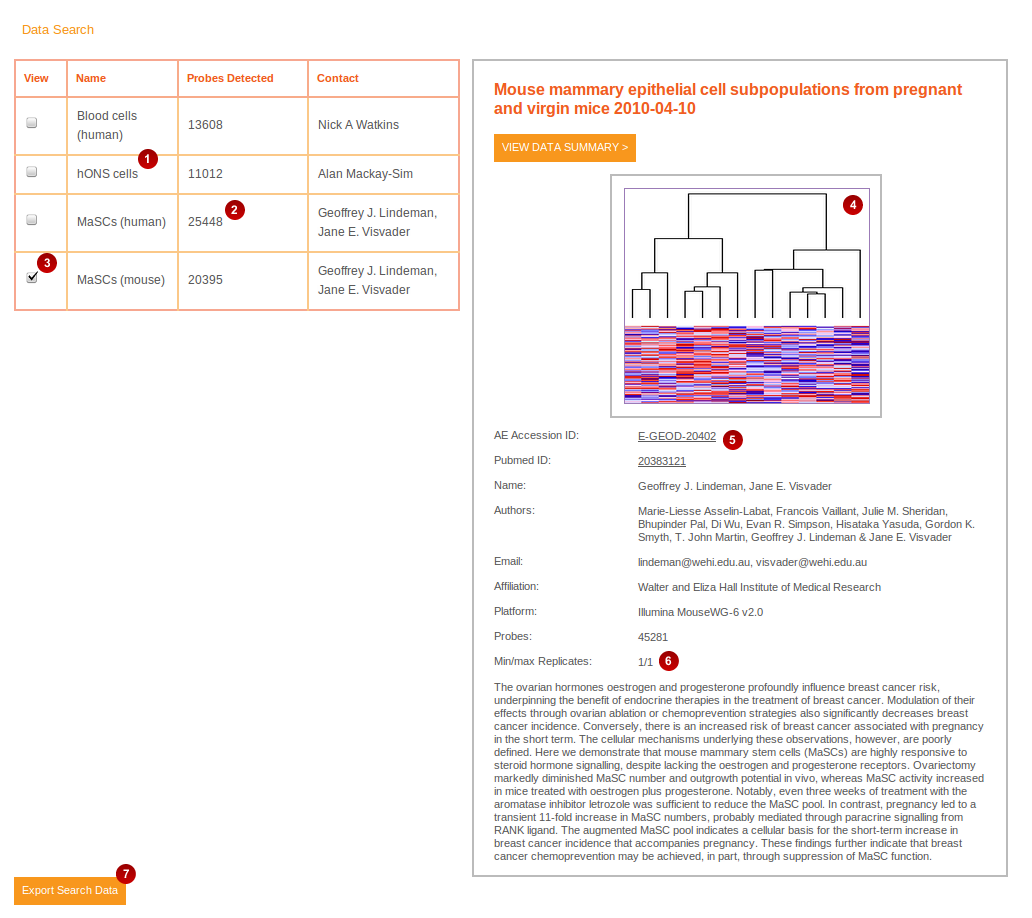 Data Search
View Name Probes Detected Contact
Blood cells
(human) 13608 Nick A Watkins
1
hONS cells 11012 Alan Mackay-Sim
2
MaSCs (human) 25448 Geoffrey J. Lindeman,
Jane E. Visvader
3
MaSCs (mouse) 20395 Geoffrey J. Lindeman,
Jane E. Visvader
Mouse mammary epithelial cell subpopulations from pregnant
and virgin mice 2010-04-10
VIEW DATA SUMMARY >
4
AE Accession ID: E-GEOD-20402 5
Pubmed ID: 20383121
Name: Geoffrey J. Lindeman, Jane E. Visvader
Authors: Marie-Liesse Asselin-Labat, Francois Vaillant, Julie M. Sheridan,
Bhupinder Pal, Di Wu, Evan R. Simpson, Hisataka Yasuda, Gordon K.
Smyth, T. John Martin, Geoffrey J. Lindeman & Jane E. Visvader
Email: lindeman@wehi.edu.au, visvader@wehi.edu.au
Affiliation: Walter and Eliza Hall Institute of Medical Research
Platform: Illumina MouseWG-6 v2.0
Probes: 45281
Min/max Replicates: 1/1 6
The ovarian hormones oestrogen and progesterone profoundly influence breast cancer risk,
underpinning the benefit of endocrine therapies in the treatment of breast cancer. Modulation of their
effects through ovarian ablation or chemoprevention strategies also significantly decreases breast
cancer incidence. Conversely, there is an increased risk of breast cancer associated with pregnancy
in the short term. The cellular mechanisms underlying these observations, however, are poorly
defined. Here we demonstrate that mouse mammary stem cells (MaSCs) are highly responsive to
steroid hormone signalling, despite lacking the oestrogen and progesterone receptors. Ovariectomy
markedly diminished MaSC number and outgrowth potential in vivo, whereas MaSC activity increased
in mice treated with oestrogen plus progesterone. Notably, even three weeks of treatment with the
aromatase inhibitor letrozole was sufficient to reduce the MaSC pool. In contrast, pregnancy led to a
transient 11-fold increase in MaSC numbers, probably mediated through paracrine signalling from
RANK ligand. The augmented MaSC pool indicates a cellular basis for the short-term increase in
breast cancer incidence that accompanies pregnancy. These findings further indicate that breast
cancer chemoprevention may be achieved, in part, through suppression of MaSC function.
7
Export Search Data